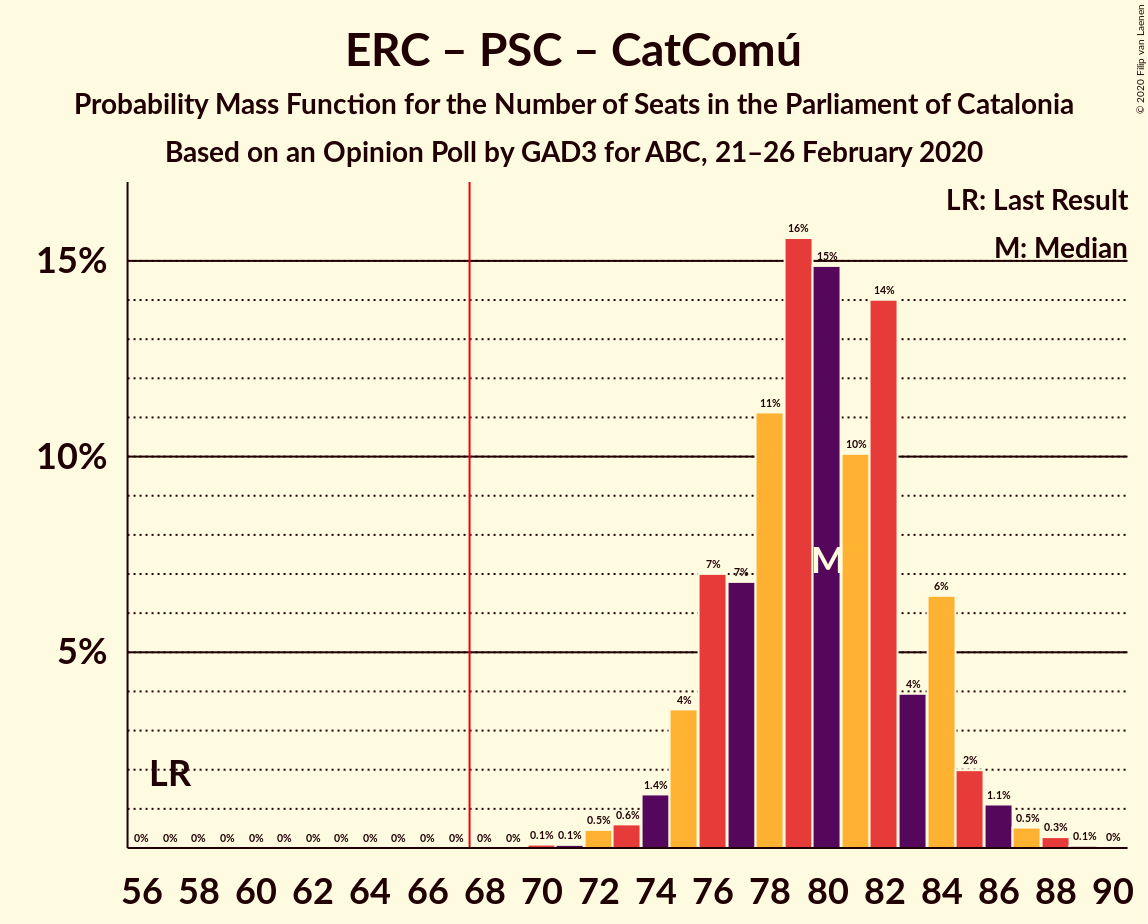 ERC – PSC – CatComú
Probability Mass Function for the Number of Seats in the Parliament of Catalonia
Based on an Opinion Poll by GAD3 for ABC, 21–26 February 2020
© 2020 Filip van Laenen
LR: Last Result
M: Median
15%
10%
5%
0% 0% 0% 0% 0% 0% 0% 0% 0% 0% 0% 0% 0% 0% 0.1% 0.1% 0.5% 0.6% 1.4% 4% 7% 7% 11% 16% 15% 10% 14% 4% 6% 2% 1.1% 0.5% 0.3% 0.1% 0%
M
LR
56 58 60 62 64 66 68 70 72 74 76 78 80 82 84 86 88 90